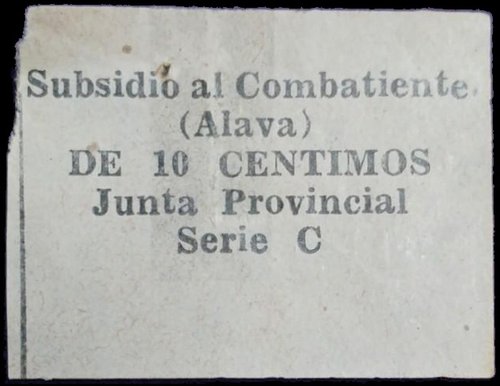 Subsidio al Combatiente.
(Alava)
DE 10 CENTIMOS
Junta Provincial
Serie C